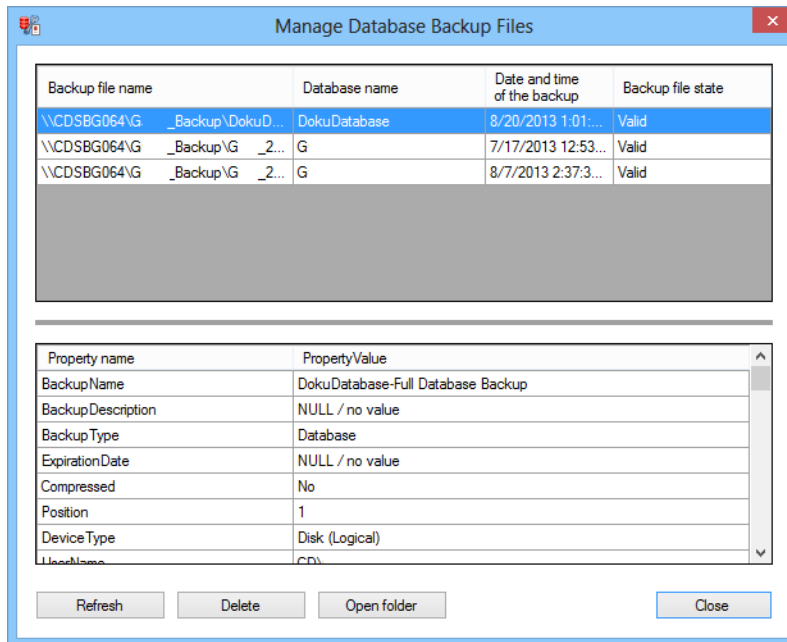 Manage Database Backup Files
Backup file name Database name Date and time of the backup Backup file state
\\CDSBG064\G _Backup\DokuD... DokuDatabase 8/20/2013 1:01:... Valid
\\CDSBG064\G _Backup\G _2... G 7/17/2013 12:53... Valid
\\CDSBG064\G _Backup\G _2... G 8/7/2013 2:37:3... Valid
Property name PropertyValue
BackupName DokuDatabase-Full Database Backup
BackupDescription NULL / no value
BackupType Database
ExpirationDate NULL / no value
Compressed No
Position 1
DeviceType Disk (Logical)
UserName CD\
Refresh Delete Open folder Close